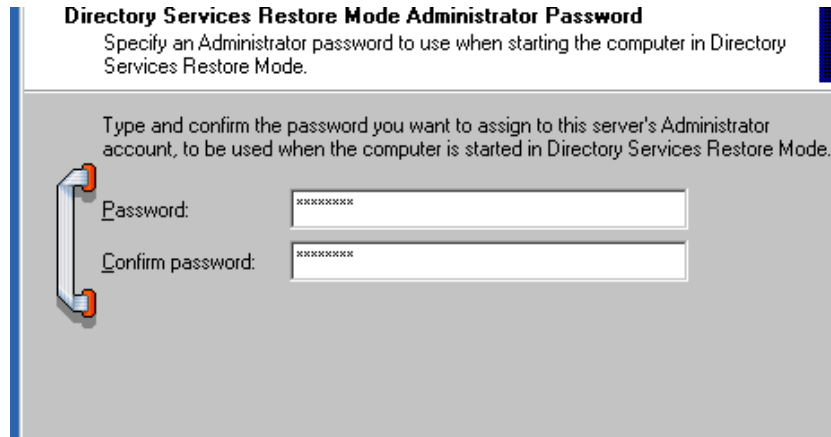 Directory Services Restore Mode Administrator Password
Specify an Administrator password to use when starting the computer in Directory
Services Restore Mode.
Type and confirm the password you want to assign to this server's Administrator
account, to be used when the computer is started in Directory Services Restore Mode.
Password: ********
Confirm password: ********